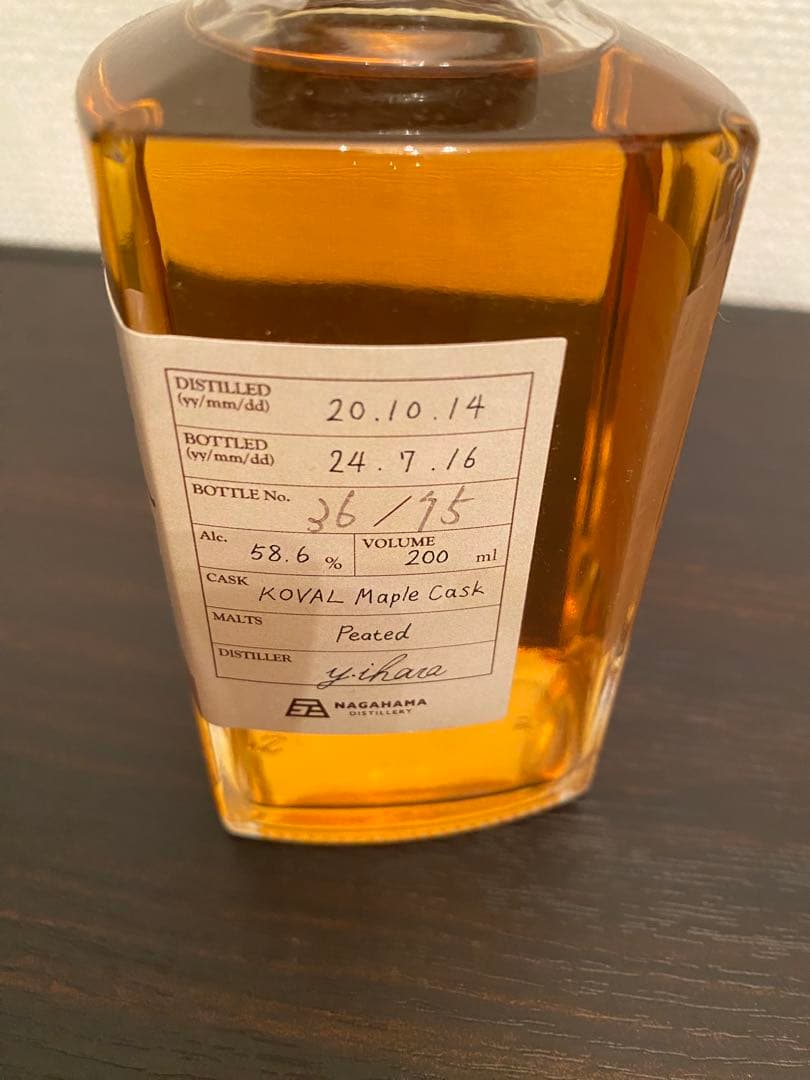 DISTILLED
(yy/mm/dd) 20.10.14
BOTTLED
(yy/mm/dd) 24.7.16
BOTTLE No. 36/95
Alc. 58.6 % VOLUME 200 ml
CASK KOVAL Maple Cask
MALTS Peated
DISTILLER y.ihara
NAGAHAMA
DISTILLERY